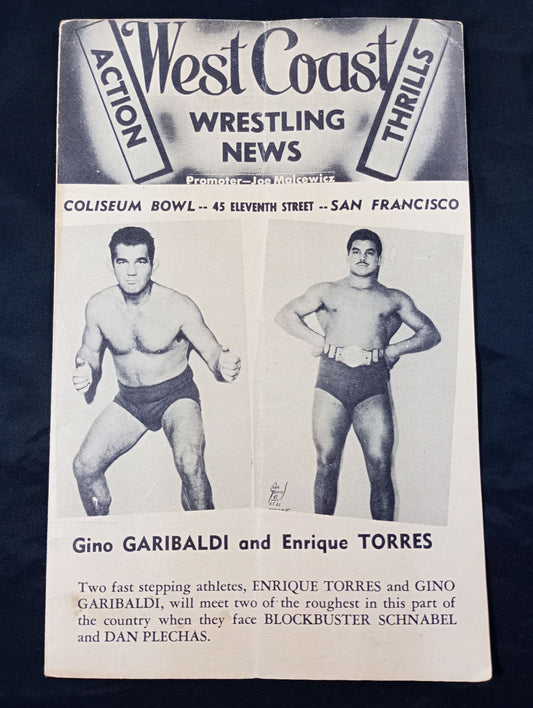 ACTION
West Coast
THRILLS
WRESTLING
NEWS
Promoter—Joe Malcewicz
COLISEUM BOWL -- 45 ELEVENTH STREET -- SAN FRANCISCO
Gino GARIBALDI and Enrique TORRES
Two fast stepping athletes, ENRIQUE TORRES and GINO
GARIBALDI, will meet two of the roughest in this part of
the country when they face BLOCKBUSTER SCHNABEL
and DAN PLECHAS.